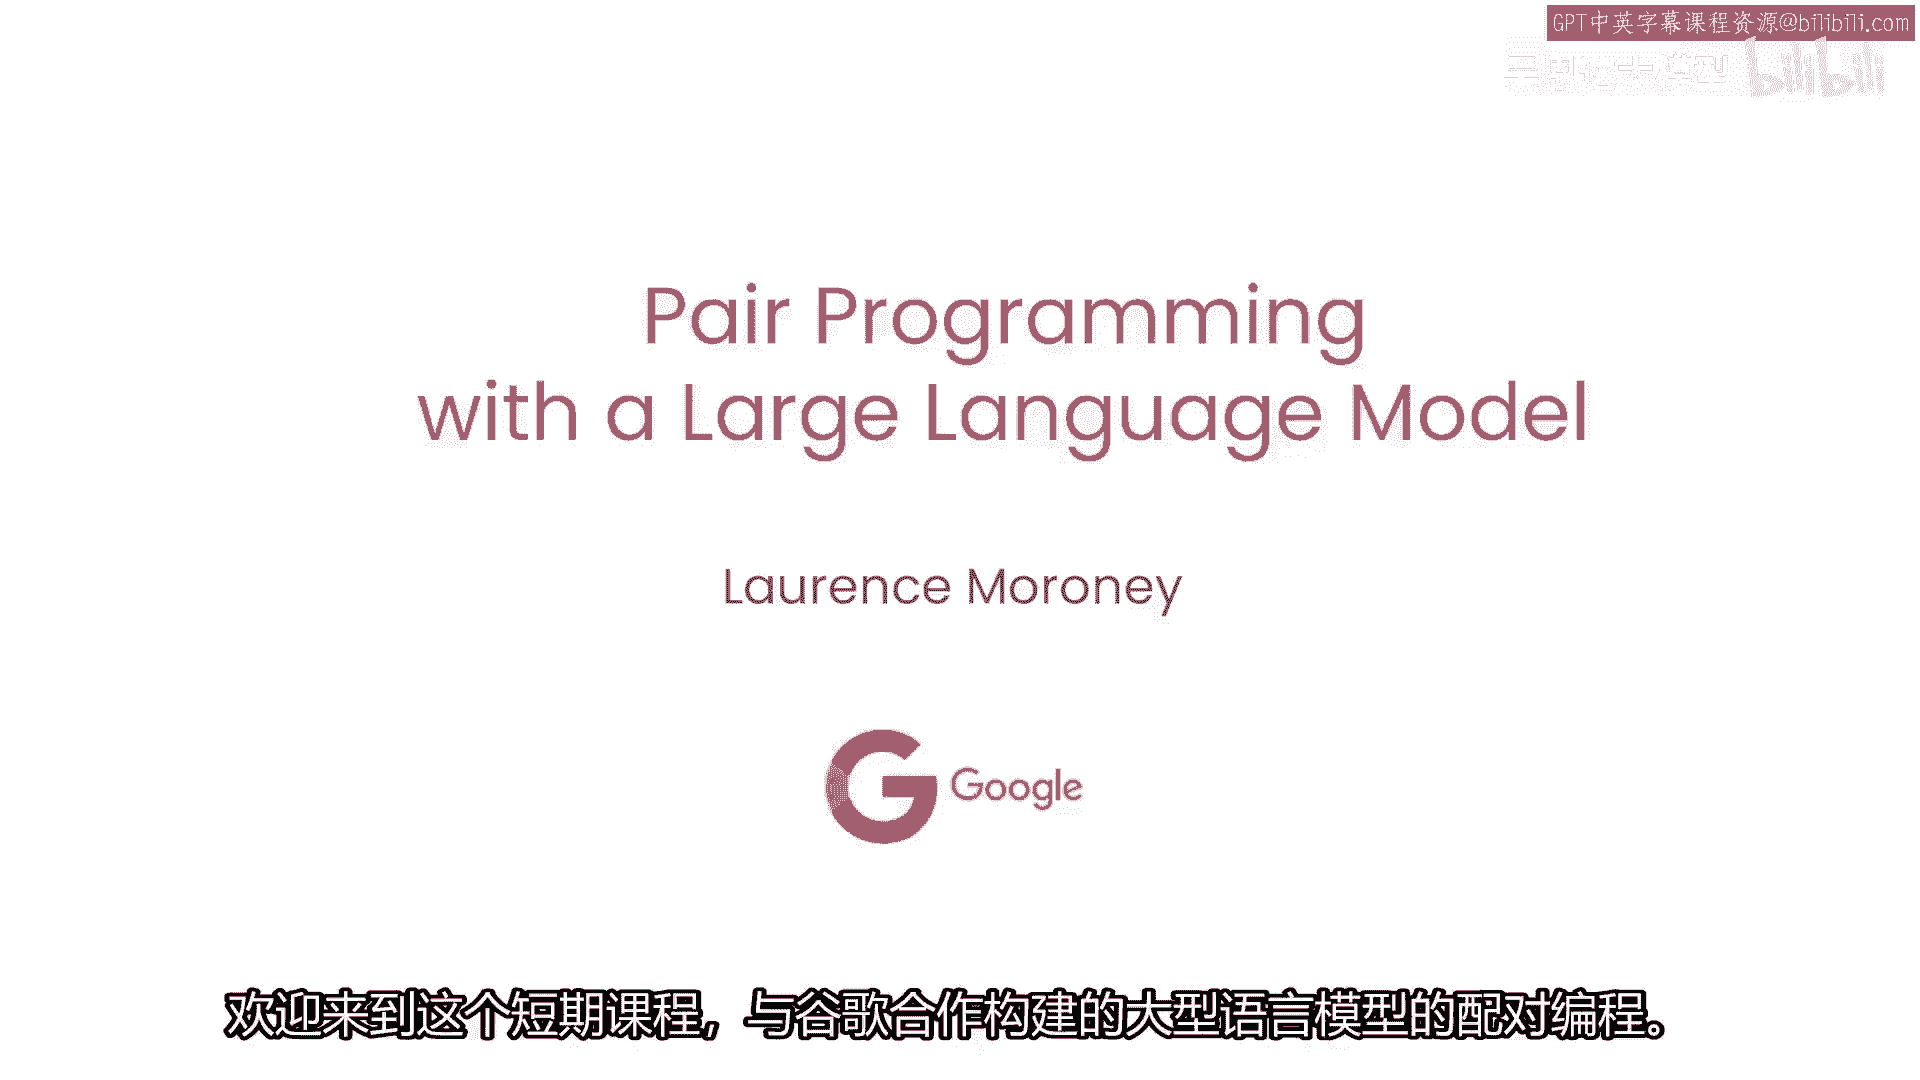 GPT中英字幕课程资源@bilibili.com
bilibili
Pair Programming
with a Large Language Model
Laurence Moroney
Google
欢迎来到这个短期课程，与谷歌合作构建的大型语言模型的配对编程。